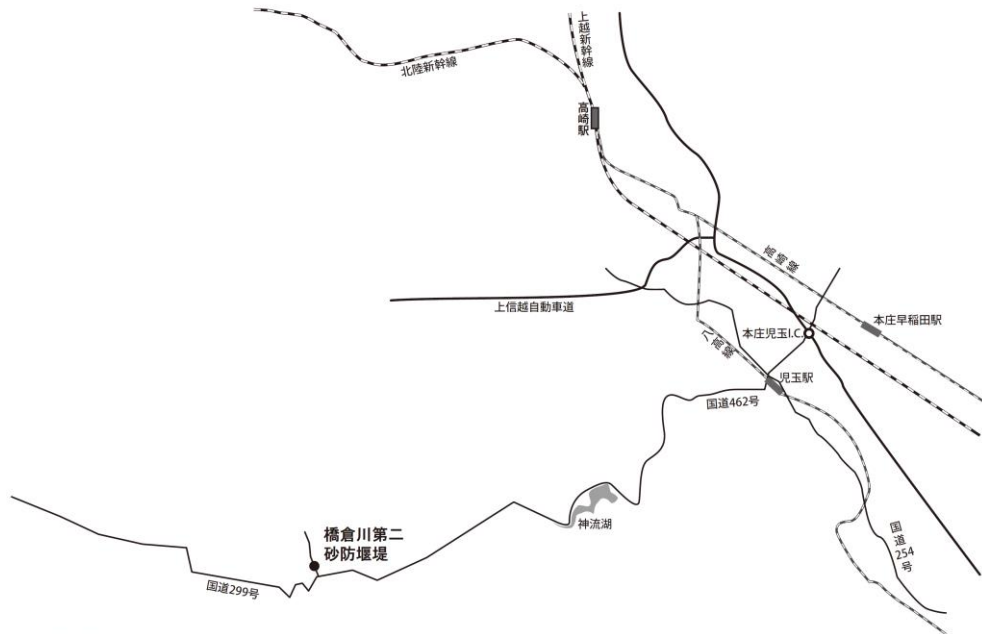 上越新幹線
北陸新幹線
高崎駅
高崎線
上信越自動車道
本庄児玉I.C.
本庄早稲田駅
八高線
児玉駅
国道462号
神流湖
橋倉川第二
砂防堰堤
国道254号
国道299号